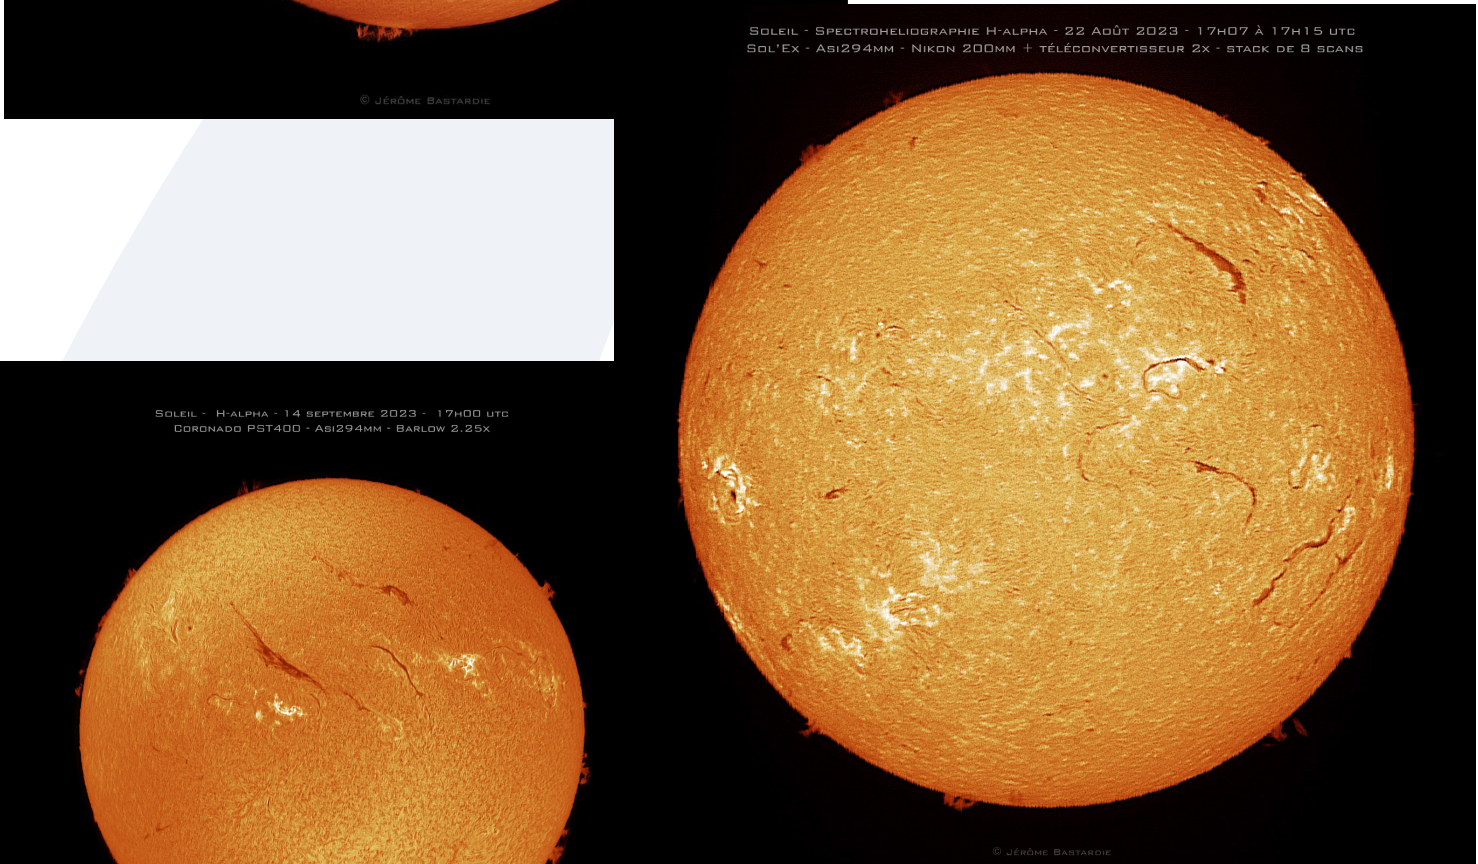 © Jérôme Bastardie
Soleil - Spectroheliographie H-alpha - 22 Août 2023 - 17h07 à 17h15 utc
Sol'Ex - Asi294mm - Nikon 200mm + téléconvertisseur 2x - stack de 8 scans
Soleil - H-alpha - 14 septembre 2023 - 17h00 utc
Coronado PST400 - Asi294mm - Barlow 2.25x
© Jérôme Bastardie